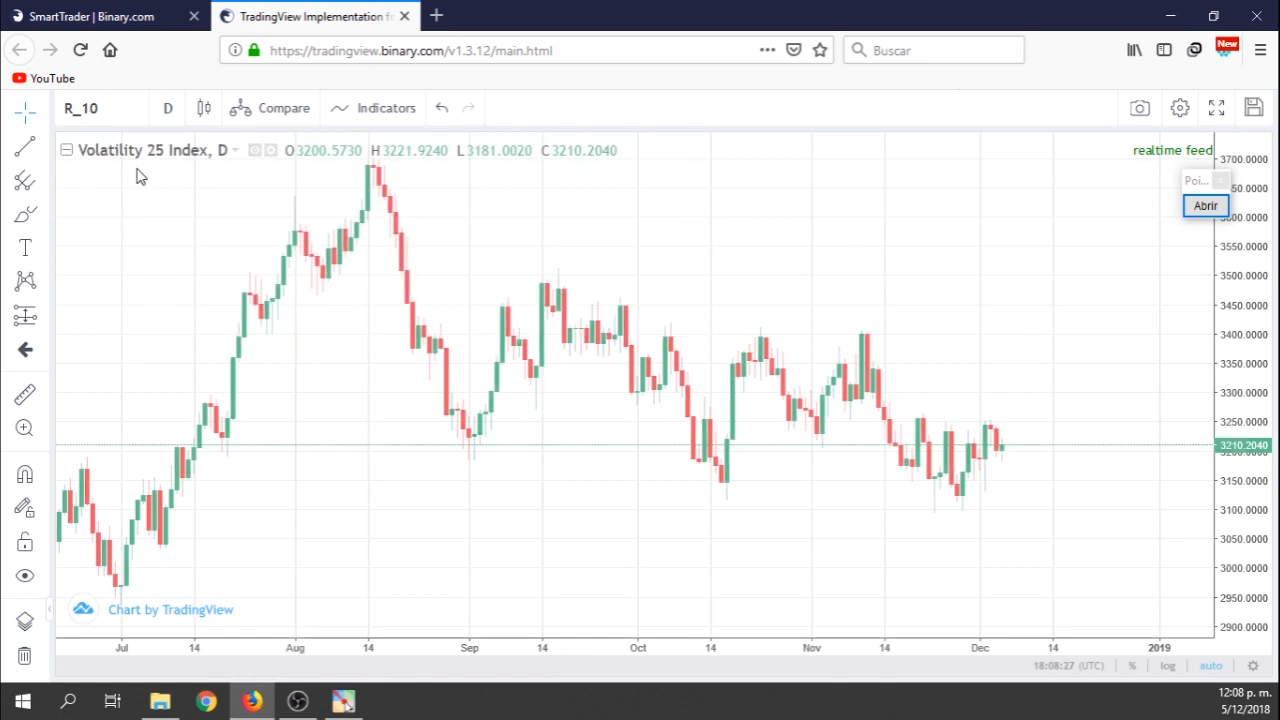 SmartTrader | Binary.com
TradingView Implementation fo
https://tradingview.binary.com/v1.3.12/main.html
Buscar
New
YouTube
R_10
D
Compare
Indicators
Volatility 25 Index, D
O3200.5730 H3221.9240 L3181.0020 C3210.2040
realtime feed
Poi...
Abrir
3700.0000
3550.0000
3500.0000
3450.0000
3400.0000
3350.0000
3300.0000
3250.0000
3210.2040
3150.0000
3100.0000
3050.0000
3000.0000
2950.0000
2900.0000
Chart by TradingView
Jul 14 Aug 14 Sep 14 Oct 14 Nov 14 Dec 14 2019
18:08:27 (UTC) % log auto
12:08 p. m.
5/12/2018